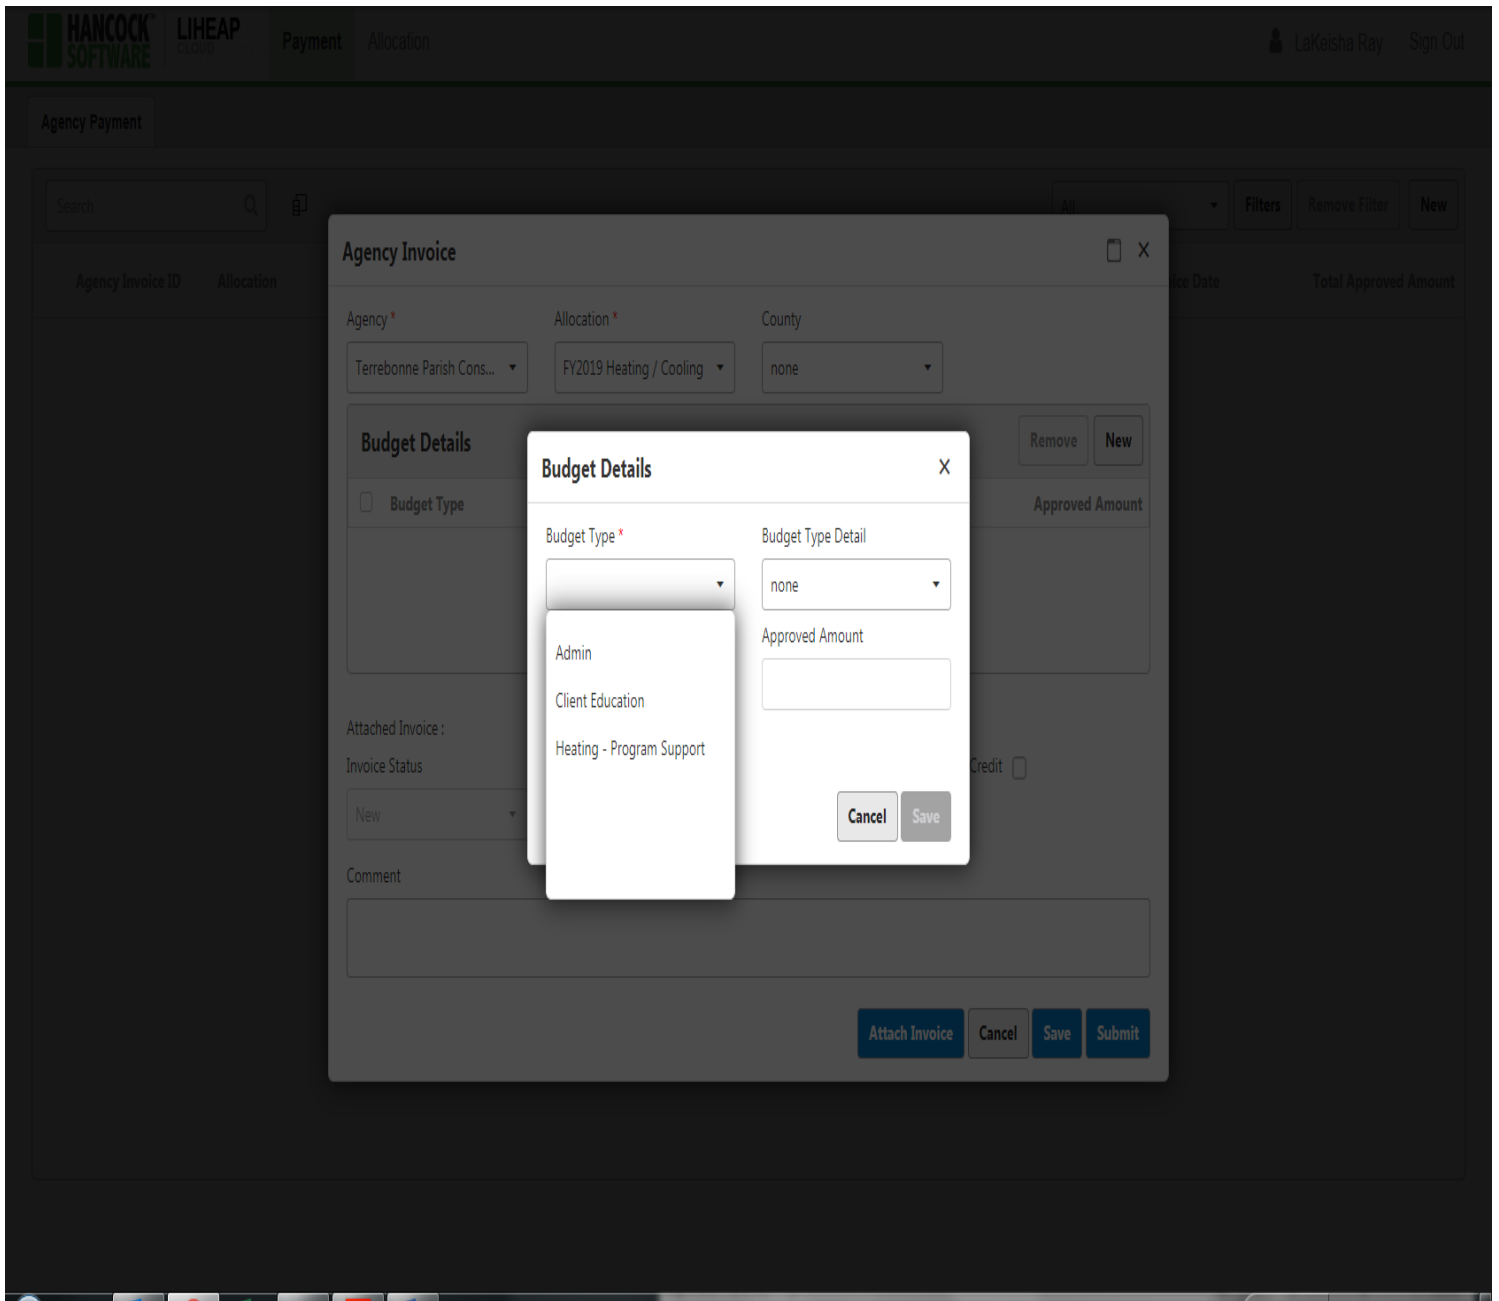 HANCOCK SOFTWARE LIHEAP CLOUD Payment Allocation LaKeisha Ray Sign Out
Agency Payment
Search All Filters Remove Filter New
Agency Invoice ID Allocation ice Date Total Approved Amount
Agency Invoice
Agency * Allocation * County
Terrebonne Parish Cons... FY2019 Heating / Cooling none
Budget Details Remove New
Budget Type Approved Amount
Budget Details
Budget Type * Budget Type Detail
none
Approved Amount
Admin
Client Education
Heating - Program Support
Cancel Save
Attached Invoice :
Invoice Status Credit
New
Comment
Attach Invoice Cancel Save Submit